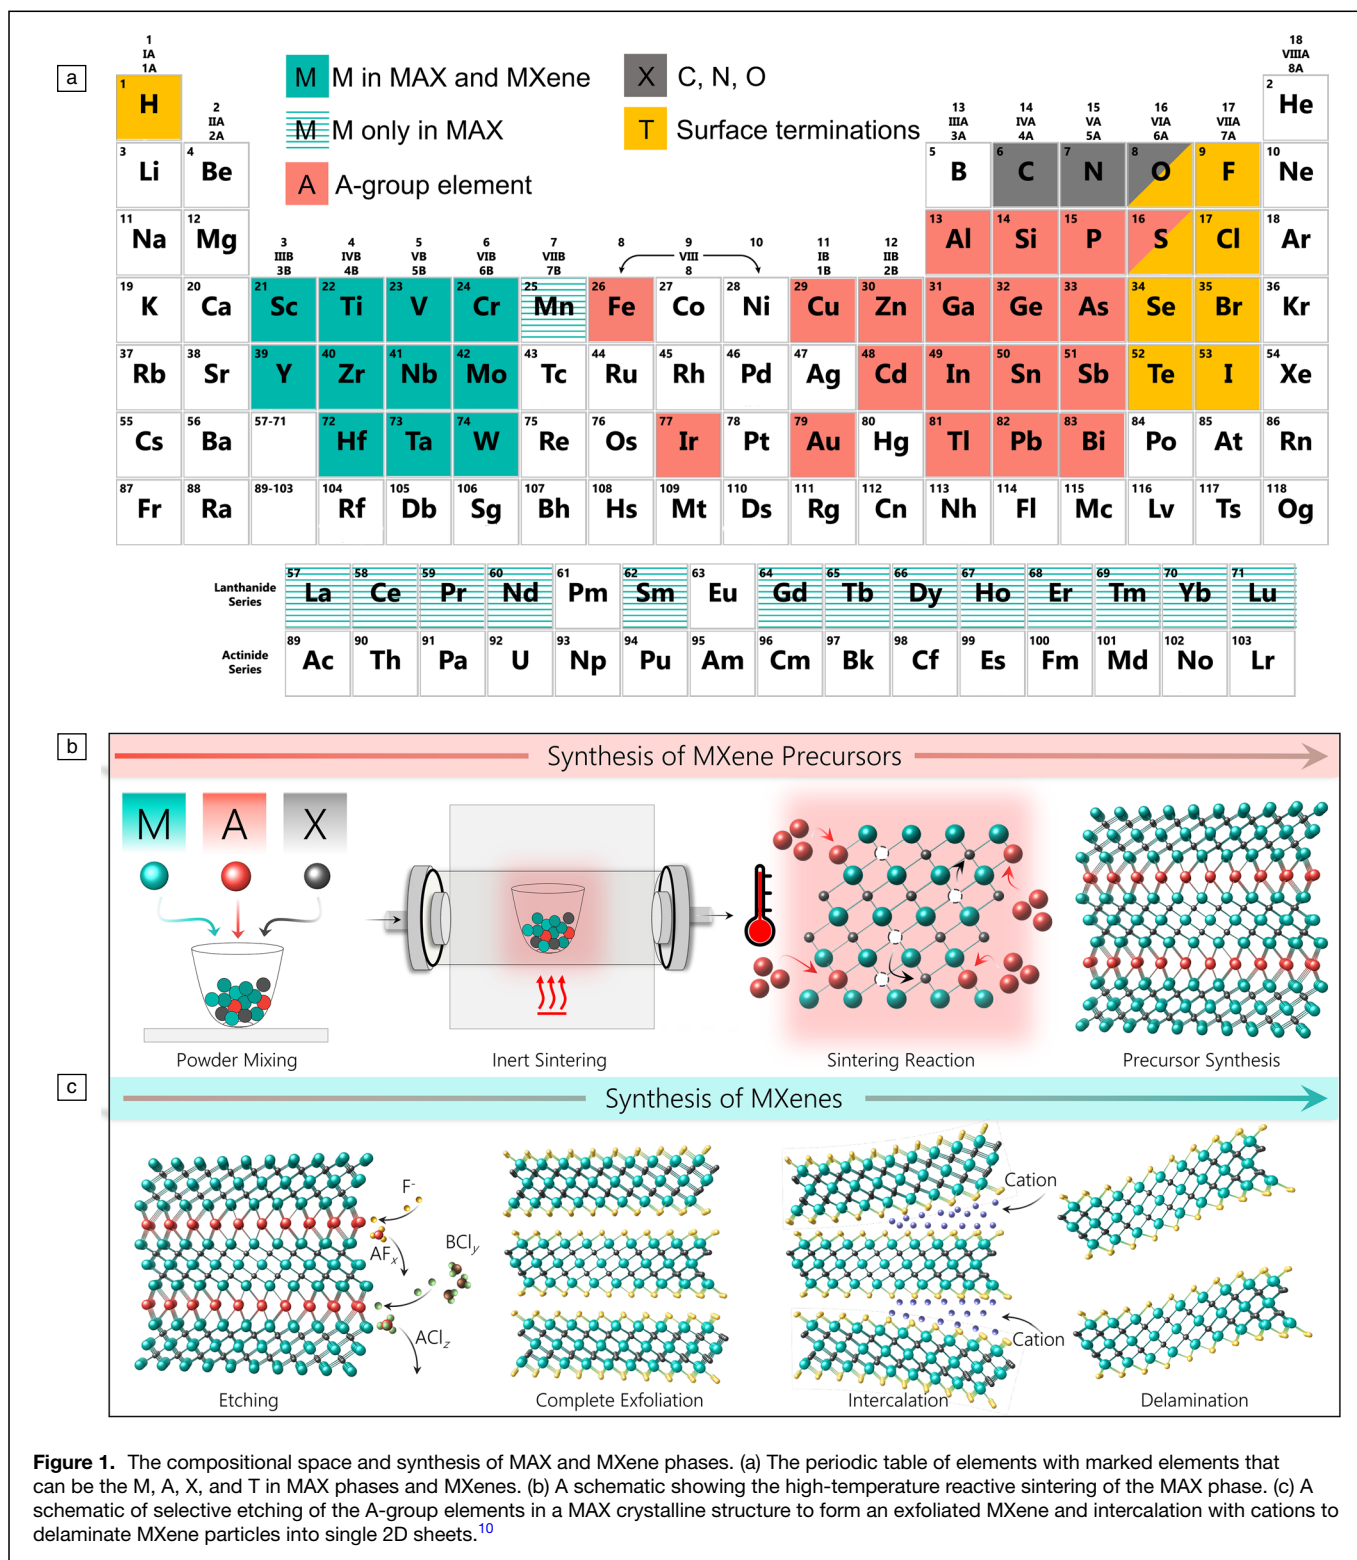 a
1
IA
1A
18
VIIIA
8A
M M in MAX and MXene
X C, N, O
M M only in MAX
T Surface terminations
A A-group element
2
IIA
2A
13
IIIA
3A
14
IVA
4A
15
VA
5A
16
VIA
6A
17
VIIA
7A
3
IIIB
3B
4
IVB
4B
5
VB
5B
6
VIB
6B
7
VIIB
7B
8 9 10
VIII
8
11
IB
1B
12
IIB
2B
1 H 2 He
3 Li 4 Be 5 B 6 C 7 N 8 O 9 F 10 Ne
11 Na 12 Mg 13 Al 14 Si 15 P 16 S 17 Cl 18 Ar
19 K 20 Ca 21 Sc 22 Ti 23 V 24 Cr 25 Mn 26 Fe 27 Co 28 Ni 29 Cu 30 Zn 31 Ga 32 Ge 33 As 34 Se 35 Br 36 Kr
37 Rb 38 Sr 39 Y 40 Zr 41 Nb 42 Mo 43 Tc 44 Ru 45 Rh 46 Pd 47 Ag 48 Cd 49 In 50 Sn 51 Sb 52 Te 53 I 54 Xe
55 Cs 56 Ba 57-71 72 Hf 73 Ta 74 W 75 Re 76 Os 77 Ir 78 Pt 79 Au 80 Hg 81 Tl 82 Pb 83 Bi 84 Po 85 At 86 Rn
87 Fr 88 Ra 89-103 104 Rf 105 Db 106 Sg 107 Bh 108 Hs 109 Mt 110 Ds 111 Rg 112 Cn 113 Nh 114 Fl 115 Mc 116 Lv 117 Ts 118 Og
Lanthanide
Series
57 La 58 Ce 59 Pr 60 Nd 61 Pm 62 Sm 63 Eu 64 Gd 65 Tb 66 Dy 67 Ho 68 Er 69 Tm 70 Yb 71 Lu
Actinide
Series
89 Ac 90 Th 91 Pa 92 U 93 Np 94 Pu 95 Am 96 Cm 97 Bk 98 Cf 99 Es 100 Fm 101 Md 102 No 103 Lr
b
Synthesis of MXene Precursors
M A X
Powder Mixing
Inert Sintering
Sintering Reaction
Precursor Synthesis
c
Synthesis of MXenes
F-
AFx
BCly
AClz
Cation
Cation
Etching
Complete Exfoliation
Intercalation
Delamination
Figure 1. The compositional space and synthesis of MAX and MXene phases. (a) The periodic table of elements with marked elements that
can be the M, A, X, and T in MAX phases and MXenes. (b) A schematic showing the high-temperature reactive sintering of the MAX phase. (c) A
schematic of selective etching of the A-group elements in a MAX crystalline structure to form an exfoliated MXene and intercalation with cations to
delaminate MXene particles into single 2D sheets.10